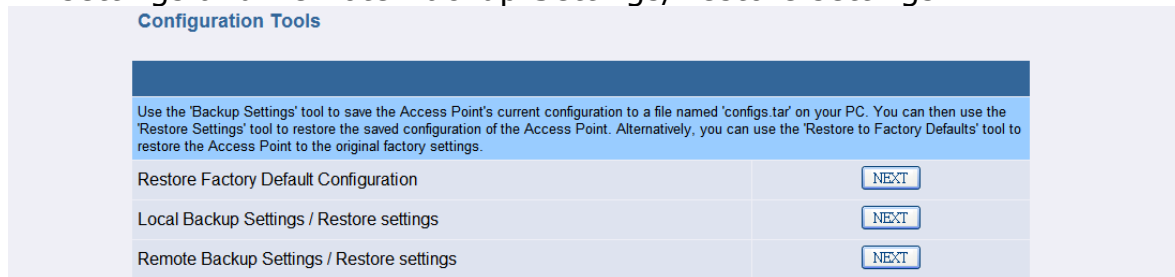 Configuration Tools
Use the 'Backup Settings' tool to save the Access Point's current configuration to a file named 'configs.tar' on your PC. You can then use the
'Restore Settings' tool to restore the saved configuration of the Access Point. Alternatively, you can use the 'Restore to Factory Defaults' tool to
restore the Access Point to the original factory settings.
Restore Factory Default Configuration NEXT
Local Backup Settings / Restore settings NEXT
Remote Backup Settings / Restore settings NEXT